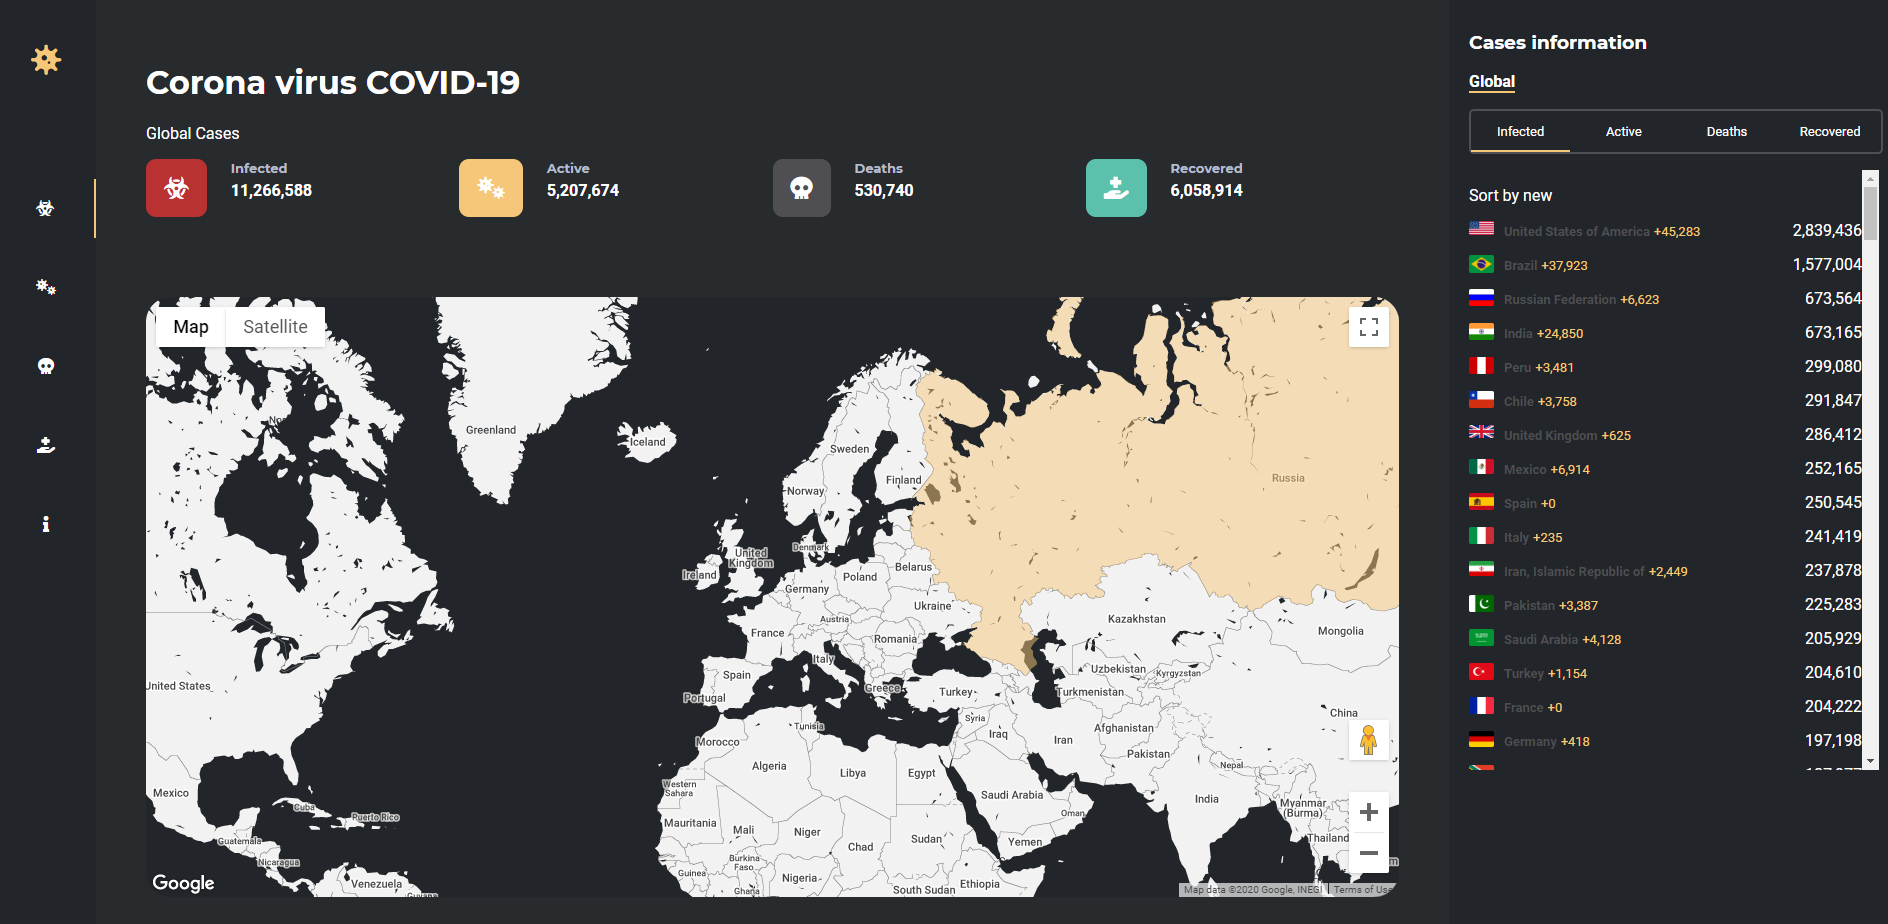 Corona virus COVID-19
Global Cases
Infected
11,266,588
Active
5,207,674
Deaths
530,740
Recovered
6,058,914
Map
Satellite
Greenland
Iceland
Sweden
Finland
Norway
Russia
Denmark
United
Kingdom
Ireland
Belarus
Poland
Germany
Ukraine
Austria
Kazakhstan
France
Romania
Mongolia
Italy
Uzbekistan
Kyrgyzstan
Spain
Portugal
Greece
Turkey
Turkmenistan
United States
China
Syria
Tunisia
Afghanistan
Iraq
Iran
Morocco
Pakistan
Algeria
Libya
Egypt
Nepal
Western
Sahara
Mexico
Saudi Arabia
India
Myanmar
(Burma)
Cuba
Puerto Rico
Oman
Mauritania
Mali
Niger
Chad
Sudan
Yemen
Thailand
Guatemala
Nicaragua
Burkina
Faso
Guinea
Nigeria
Ghana
South Sudan
Ethiopia
Venezuela
Google
Map data ©2020 Google, INEGI
Terms of Use
Cases information
Global
Infected Active Deaths Recovered
Sort by new
United States of America +45,283 2,839,436
Brazil +37,923 1,577,004
Russian Federation +6,623 673,564
India +24,850 673,165
Peru +3,481 299,080
Chile +3,758 291,847
United Kingdom +625 286,412
Mexico +6,914 252,165
Spain +0 250,545
Italy +235 241,419
Iran, Islamic Republic of +2,449 237,878
Pakistan +3,387 225,283
Saudi Arabia +4,128 205,929
Turkey +1,154 204,610
France +0 204,222
Germany +418 197,198